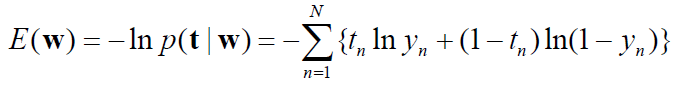 E(w) = −ln p(t | w) = −∑_{n=1}^{N} {t_n ln y_n + (1 − t_n) ln(1 − y_n)}